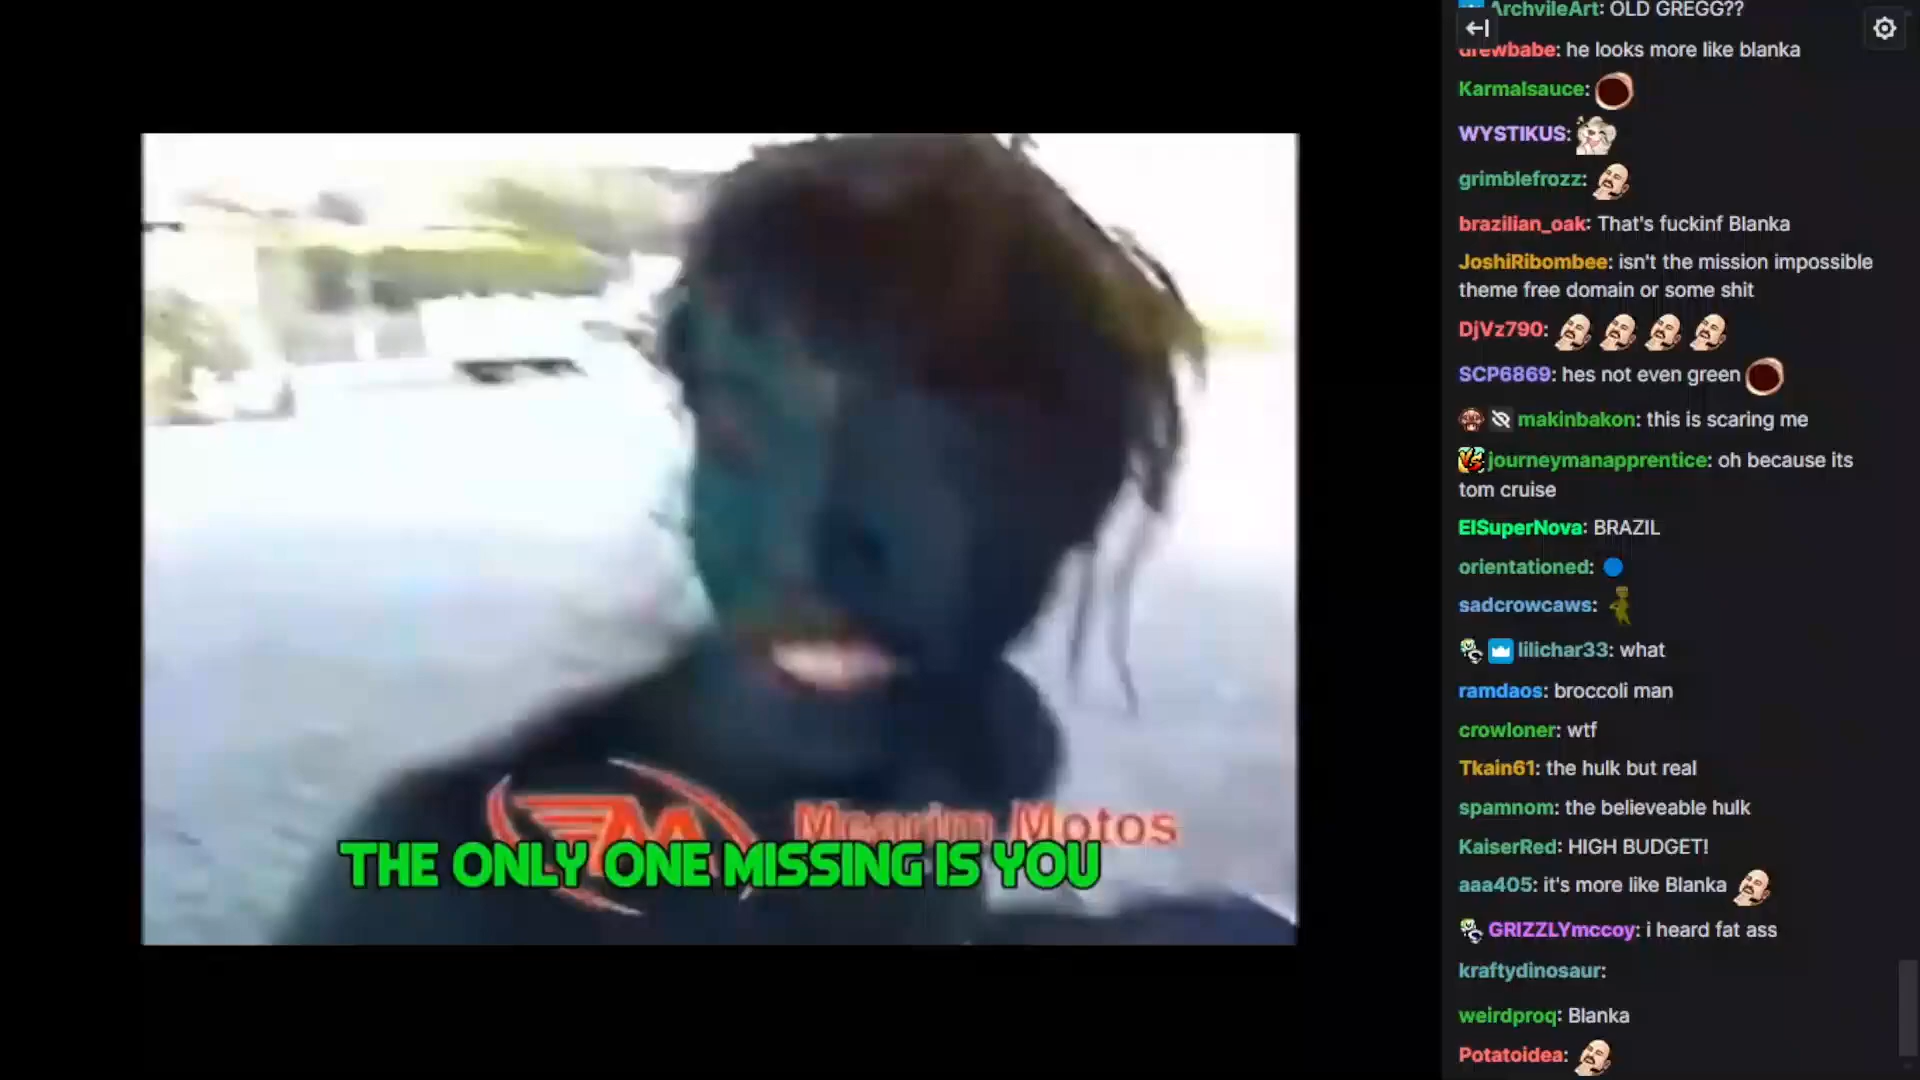 THE ONLY ONE MISSING IS YOU
Mearim Motos
ArchvileArt: OLD GREGG??
drewbabe: he looks more like blanka
Karmalsauce:
WYSTIKUS:
grimblefrozz:
brazilian_oak: That's fuckinf Blanka
JoshiRibombee: isn't the mission impossible
theme free domain or some shit
DjVz790:
SCP6869: hes not even green
makinbakon: this is scaring me
journeymanapprentice: oh because its
tom cruise
ElSuperNova: BRAZIL
orientationed:
sadcrowcaws:
lilichar33: what
ramdaos: broccoli man
crowloner: wtf
Tkain61: the hulk but real
spamnom: the believeable hulk
KaiserRed: HIGH BUDGET!
aaa405: it's more like Blanka
GRIZZLYmccoy: i heard fat ass
kraftydinosaur:
weirdproq: Blanka
Potatoidea: